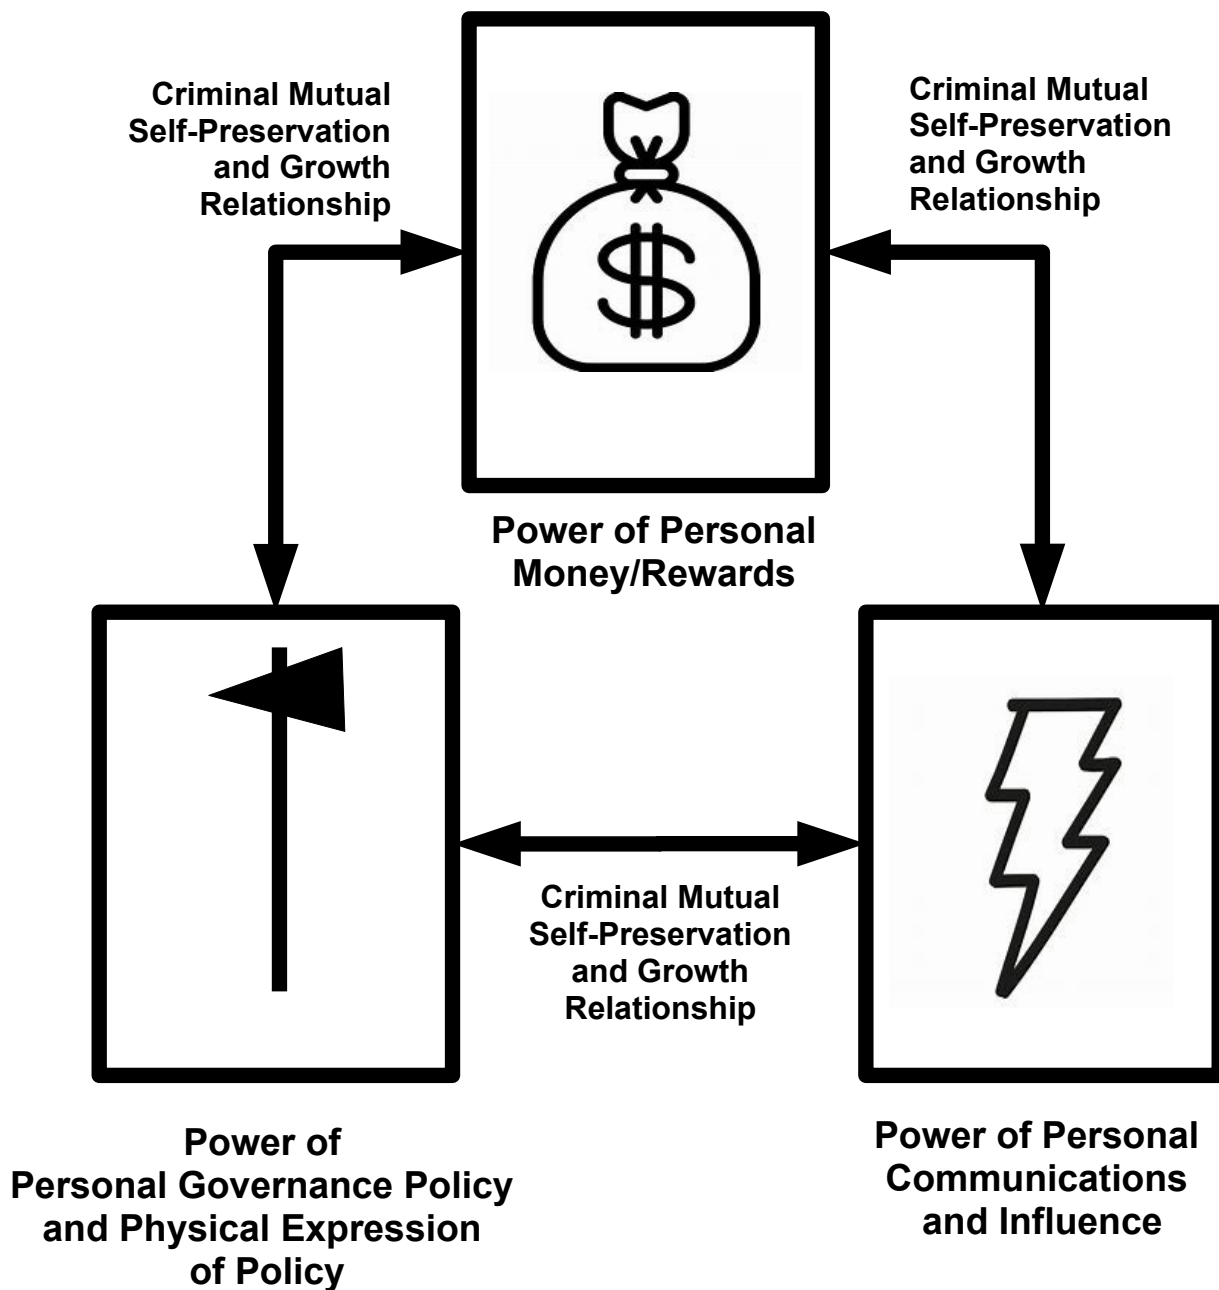 Criminal Mutual
Self-Preservation
and Growth
Relationship
Criminal Mutual
Self-Preservation
and Growth
Relationship
$
Power of Personal
Money/Rewards
Criminal Mutual
Self-Preservation
and Growth
Relationship
Power of
Personal Governance Policy
and Physical Expression
of Policy
Power of Personal
Communications
and Influence